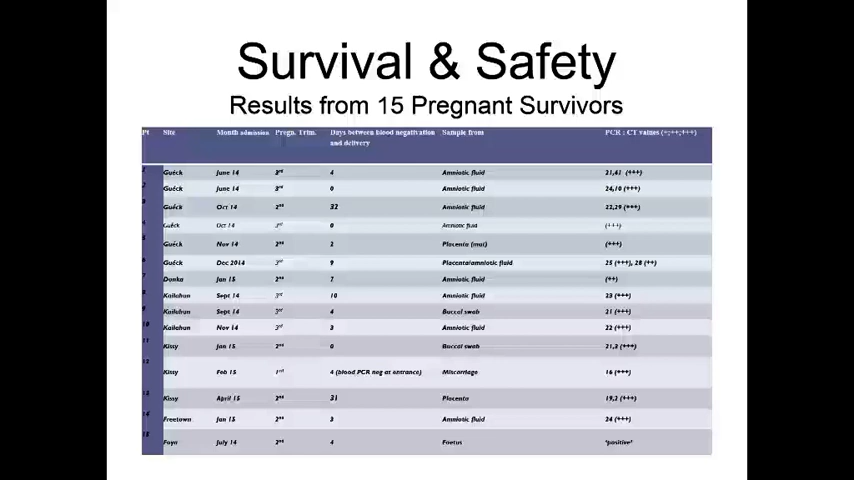 Survival & Safety
Results from 15 Pregnant Survivors
Pt Site Month admission Pregn. Trim. Days between blood negativation Sample from PCR : CT values (+;++;+++)
and delivery
Guéck June 14 3rd 4 Amniotic fluid 21,61 (+++)
2 Guéck June 14 3rd 0 Amniotic fluid 24,10 (+++)
3 Guéck Oct 14 2nd 32 Amniotic fluid 22,29 (+++)
4 Guéck Oct 14 3rd 0 Amniotic fluid (+++)
5 Guéck Nov 14 2nd 2 Placenta (mat) (+++)
6 Guéck Dec 2014 3rd 9 Placenta/amniotic fluid 25 (+++), 28 (++)
7 Donka Jan 15 2nd 7 Amniotic fluid (++)
8 Kailahun Sept 14 3rd 10 Amniotic fluid 23 (+++)
9 Kailahun Sept 14 3rd 4 Buccal swab 21 (+++)
10 Kailahun Nov 14 3rd 3 Amniotic fluid 22 (+++)
11 Kissy Jan 15 2nd 0 Buccal swab 21,2 (+++)
12 Kissy Feb 15 1st 4 (blood PCR neg at entrance) Miscarriage 16 (+++)
13 Kissy April 15 2nd 31 Placenta 19,2 (+++)
14 Freetown Jan 15 2nd 3 Amniotic fluid 24 (+++)
15 Foya July 14 2nd 4 Foetus 'positive'